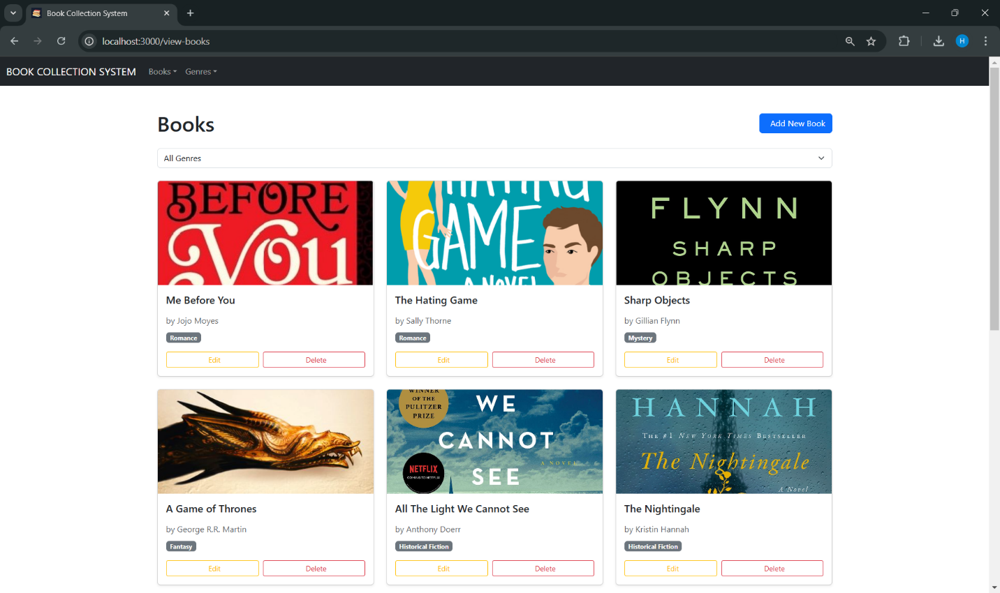 Book Collection System
localhost:3000/view-books
H
BOOK COLLECTION SYSTEM Books Genres
Books
Add New Book
All Genres
BEFORE
You
HATING
GAME
A NOVEL
FLYNN
SHARP
OBJECTS
Me Before You
by Jojo Moyes
Romance
Edit Delete
The Hating Game
by Sally Thorne
Romance
Edit Delete
Sharp Objects
by Gillian Flynn
Mystery
Edit Delete
WINNER
OF THE
PULITZER
PRIZE
WE
CANNOT
SEE
A NOVEL
NETFLIX
COMING TO NETFLIX
HANNAH
THE #1 NEW YORK TIMES BESTSELLER
The Nightingale
A Novel
A Game of Thrones
by George R.R. Martin
Fantasy
Edit Delete
All The Light We Cannot See
by Anthony Doerr
Historical Fiction
Edit Delete
The Nightingale
by Kristin Hannah
Historical Fiction
Edit Delete